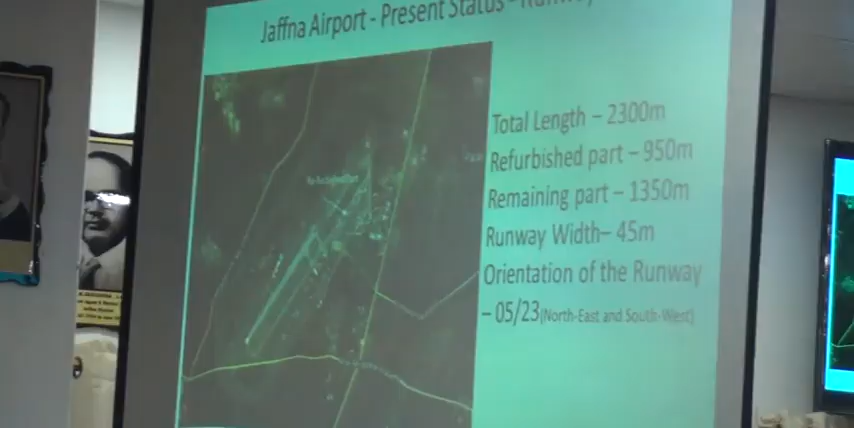 Jaffna Airport - Present Status - Runway
Total Length – 2300m
Refurbished part – 950m
Remaining part – 1350m
Runway Width– 45m
Orientation of the Runway
– 05/23(North-East and South-West)